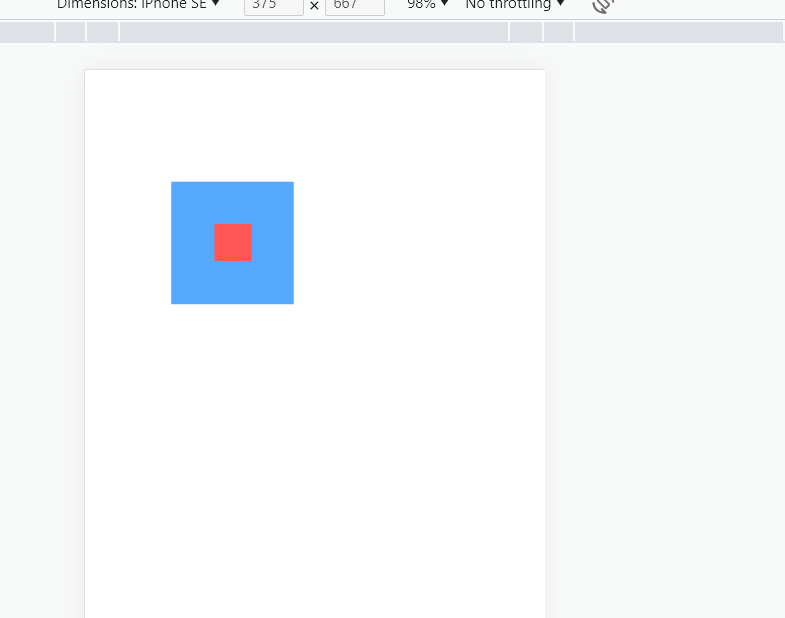 Dimensions: iPhone SE ▼ 375 × 667 98% ▼ No throttling ▼